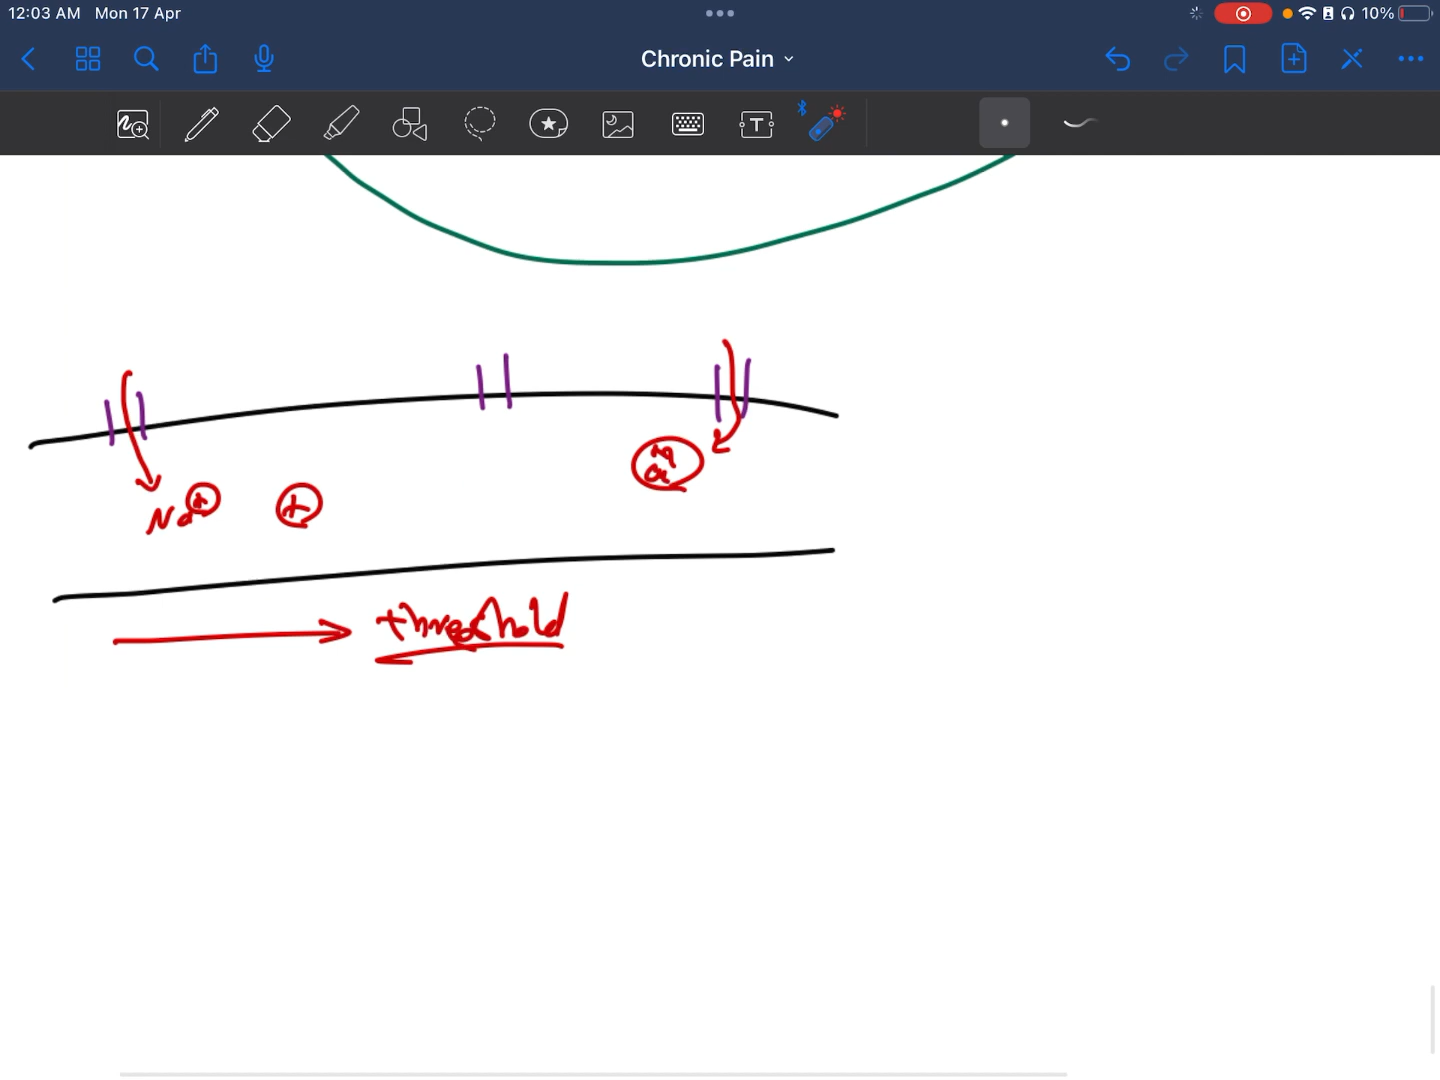 12:03 AM Mon 17 Apr
10%
Chronic Pain
T
Na+ +
threshold